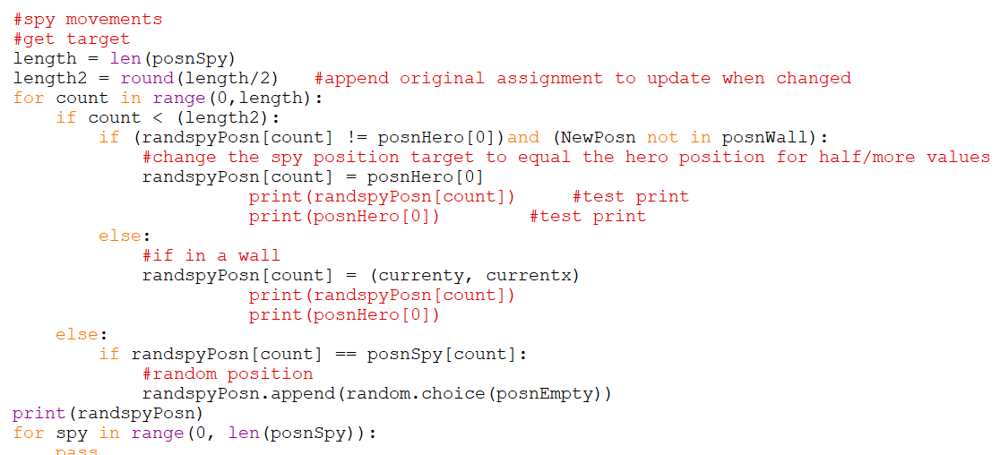 #spy movements
#get target
length = len(posnSpy)
length2 = round(length/2)   #append original assignment to update when changed
for count in range(0,length):
    if count < (length2):
        if (randspyPosn[count] != posnHero[0])and (NewPosn not in posnWall):
            #change the spy position target to equal the hero position for half/more values
            randspyPosn[count] = posnHero[0]
                      print(randspyPosn[count])     #test print
                      print(posnHero[0])        #test print
        else:
            #if in a wall
            randspyPosn[count] = (currenty, currentx)
                      print(randspyPosn[count])
                      print(posnHero[0])
    else:
        if randspyPosn[count] == posnSpy[count]:
            #random position
            randspyPosn.append(random.choice(posnEmpty))
print(randspyPosn)
for spy in range(0, len(posnSpy)):
    pass